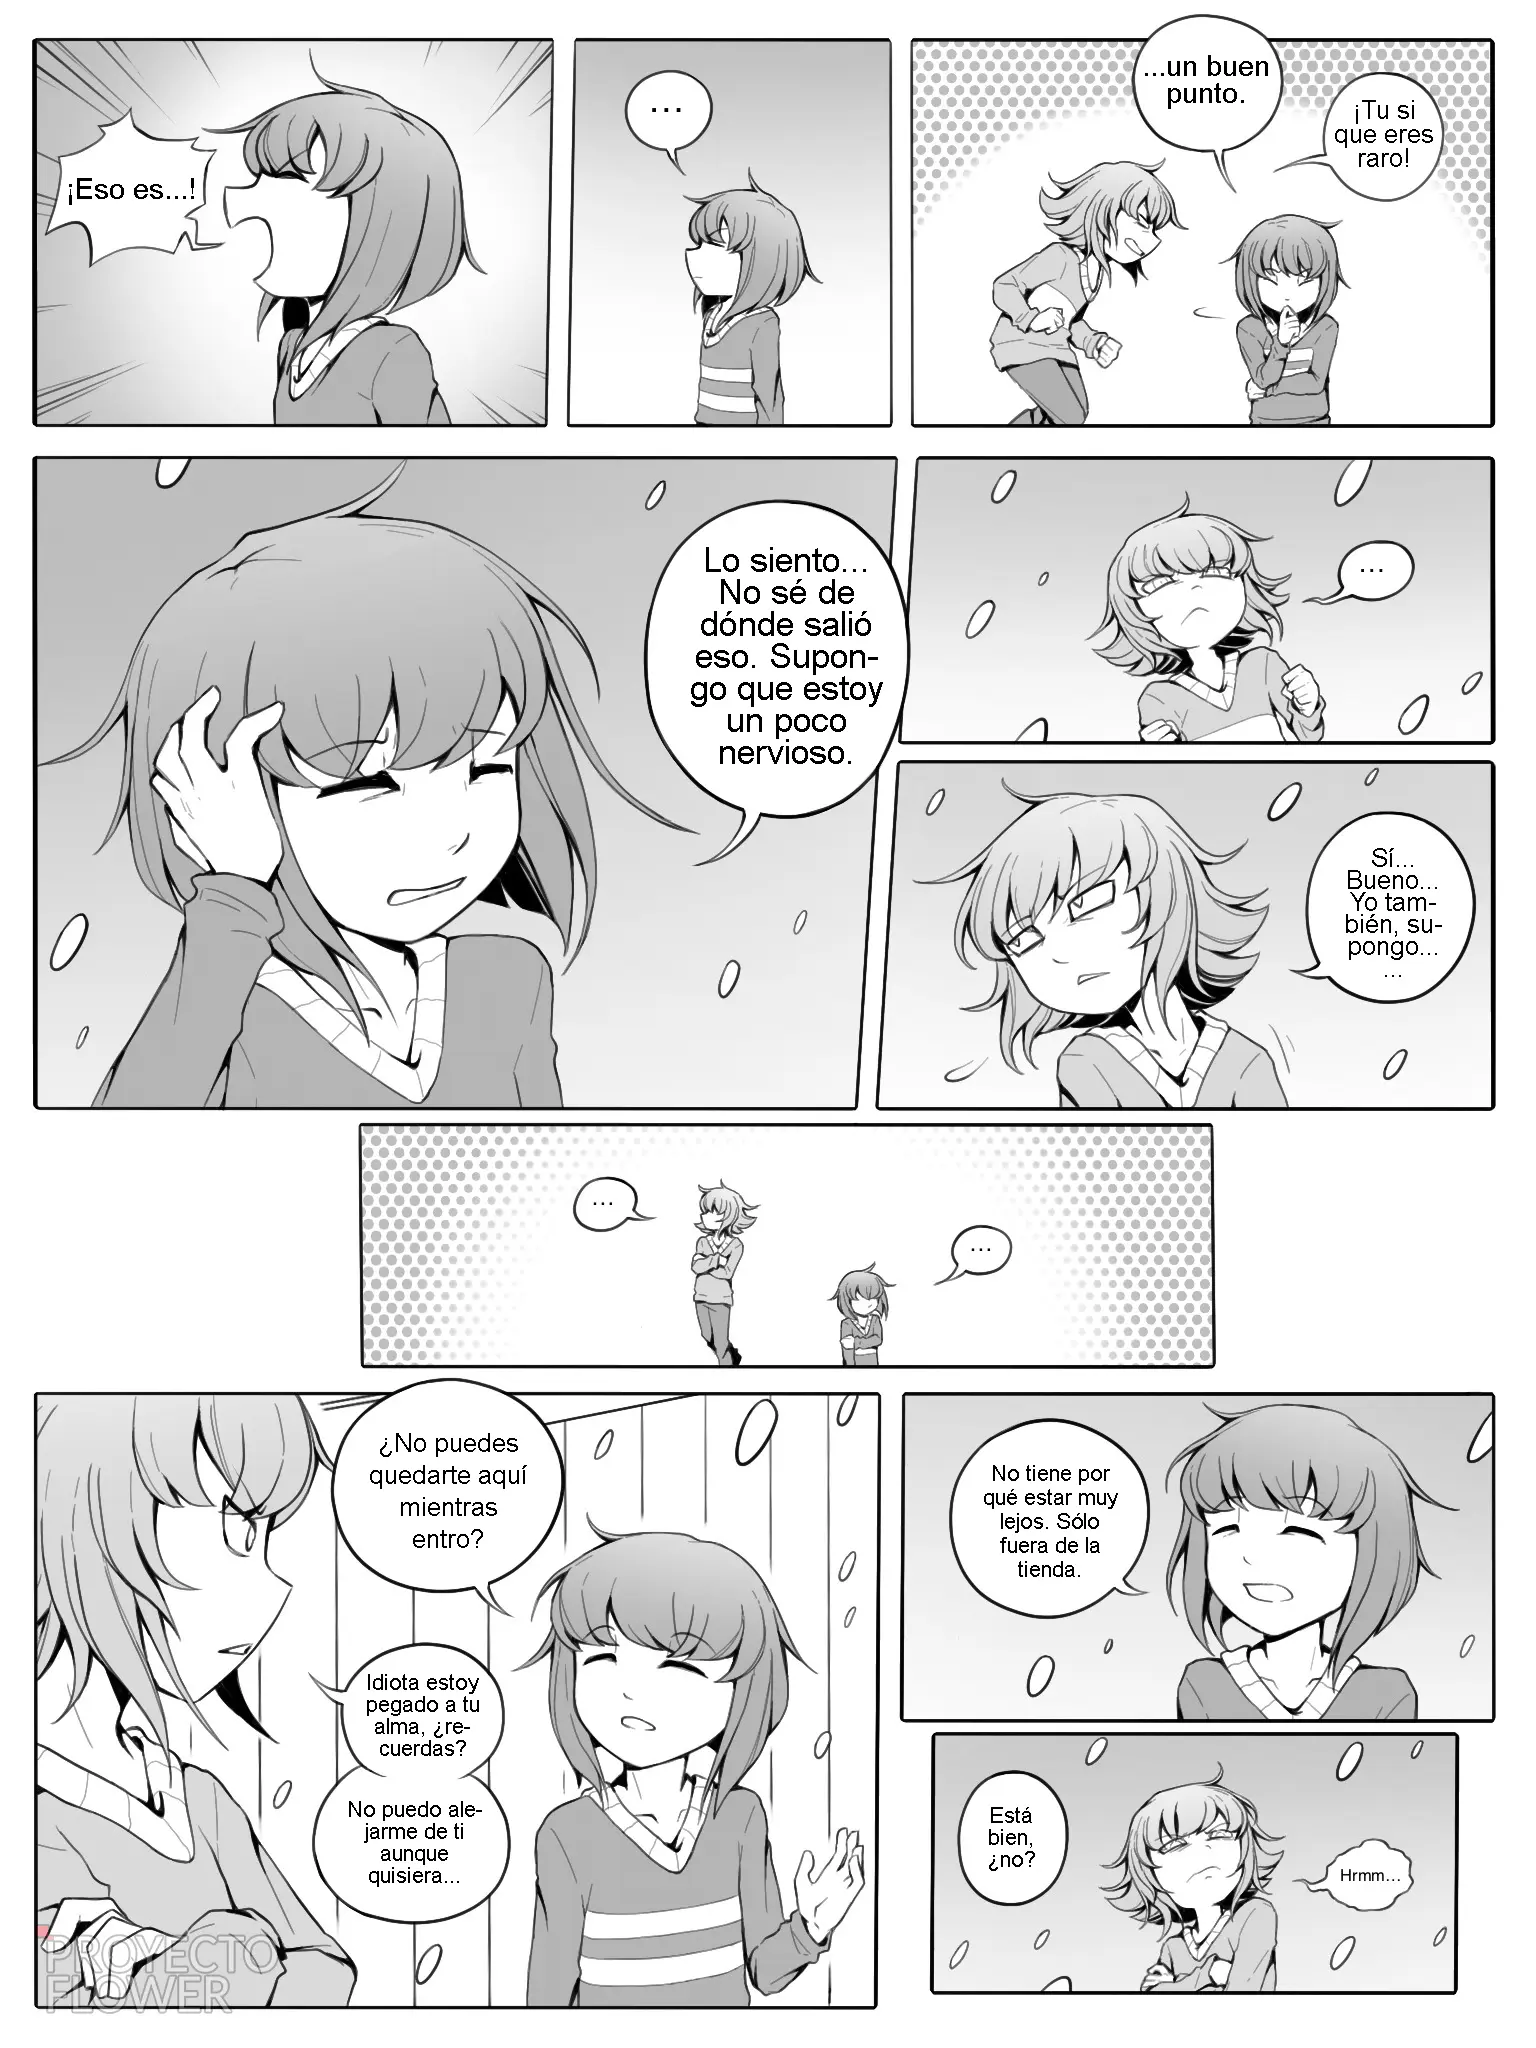 ¡Eso es...!
...
...un buen
punto.
¡Tu si
que eres
raro!
Lo siento...
No sé de
dónde salió
eso. Supon-
go que estoy
un poco
nervioso.
...
Sí...
Bueno...
Yo tam-
bién, su-
pongo...
...
...
...
¿No puedes
quedarte aquí
mientras
entro?
Idiota estoy
pegado a tu
alma, ¿re-
cuerdas?
No puedo ale-
jarme de ti
aunque
quisiera...
No tiene por
qué estar muy
lejos. Sólo
fuera de la
tienda.
Está
bien,
¿no?
Hrmm...
PROYECTO
FLOWER